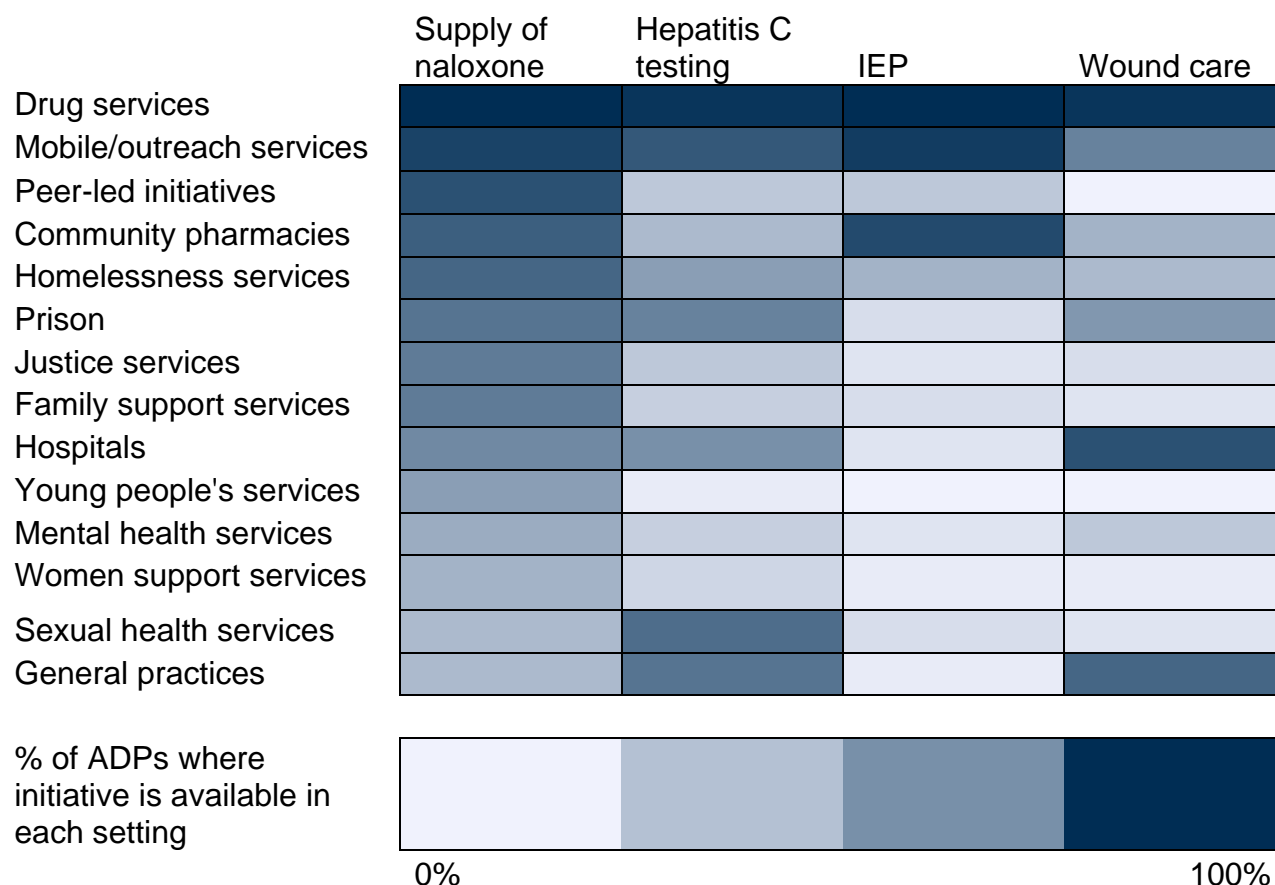 Supply of naloxone
Hepatitis C testing
IEP
Wound care
Drug services
Mobile/outreach services
Peer-led initiatives
Community pharmacies
Homelessness services
Prison
Justice services
Family support services
Hospitals
Young people's services
Mental health services
Women support services
Sexual health services
General practices
% of ADPs where
initiative is available in
each setting
0%
100%